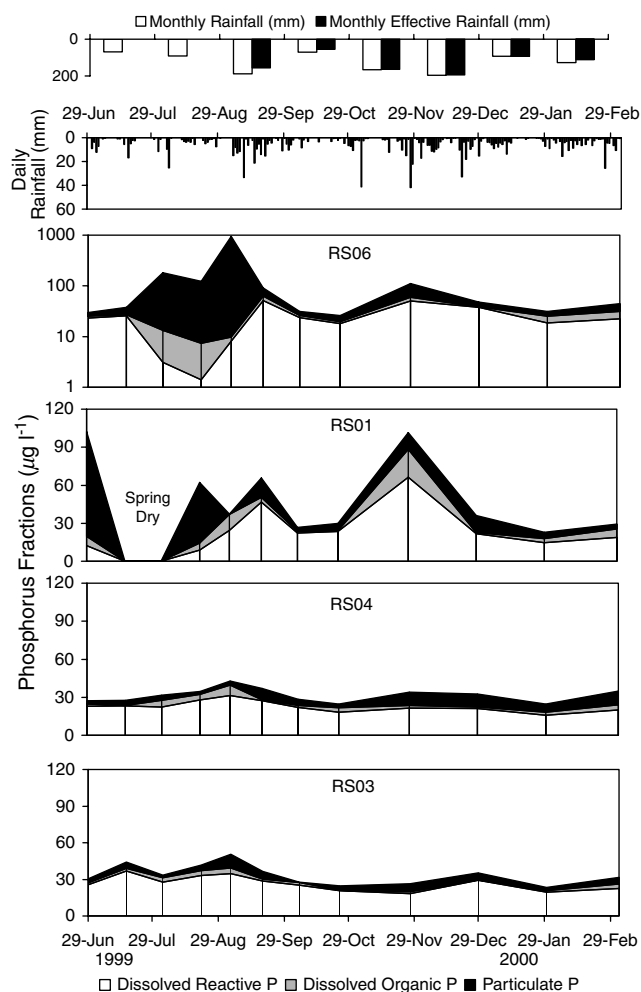 Monthly Rainfall (mm) Monthly Effective Rainfall (mm)
0
200
29-Jun 29-Jul 29-Aug 29-Sep 29-Oct 29-Nov 29-Dec 29-Jan 29-Feb
Daily Rainfall (mm)
0
20
40
60
Phosphorus Fractions (µg l-1)
RS06
1000
100
10
1
RS01
120
90
60
30
0
Spring
Dry
RS04
120
90
60
30
0
RS03
120
90
60
30
0
29-Jun 29-Jul 29-Aug 29-Sep 29-Oct 29-Nov 29-Dec 29-Jan 29-Feb
1999 2000
Dissolved Reactive P Dissolved Organic P Particulate P